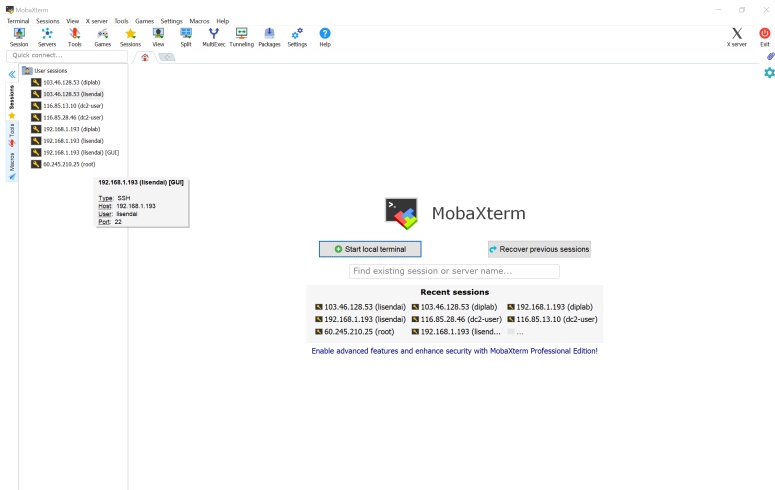 MobaXterm
Terminal Sessions View X server Tools Games Settings Macros Help
Session Servers Tools Games Sessions View Split MultiExec Tunneling Packages Settings Help X server Exit
Quick connect...
User sessions
103.46.128.53 (diplab)
103.46.128.53 (lisendai)
116.85.13.10 (dc2-user)
116.85.28.46 (dc2-user)
192.168.1.193 (diplab)
192.168.1.193 (lisendai)
192.168.1.193 (lisendai) [GUI]
60.245.210.25 (root)
Sessions
Tools
Macros
192.168.1.193 (lisendai) [GUI]
Type: SSH
Host: 192.168.1.193
User: lisendai
Port: 22
MobaXterm
Start local terminal Recover previous sessions
Find existing session or server name...
Recent sessions
103.46.128.53 (lisendai) 103.46.128.53 (diplab) 192.168.1.193 (diplab)
192.168.1.193 (lisendai) 116.85.28.46 (dc2-user) 116.85.13.10 (dc2-user)
60.245.210.25 (root) 192.168.1.193 (lisend... ...
Enable advanced features and enhance security with MobaXterm Professional Edition!